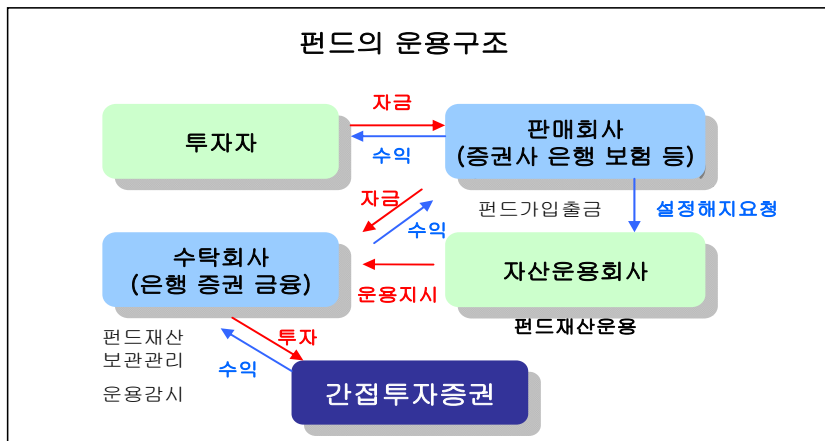 펀드의 운용구조
자금
투자자
판매회사
(증권사 은행 보험 등)
수익
자금
펀드가입출금
설정해지요청
수익
수탁회사
(은행 증권 금융)
자산운용회사
운용지시
펀드재산운용
펀드재산
보관관리
운용감시
투자
수익
간접투자증권